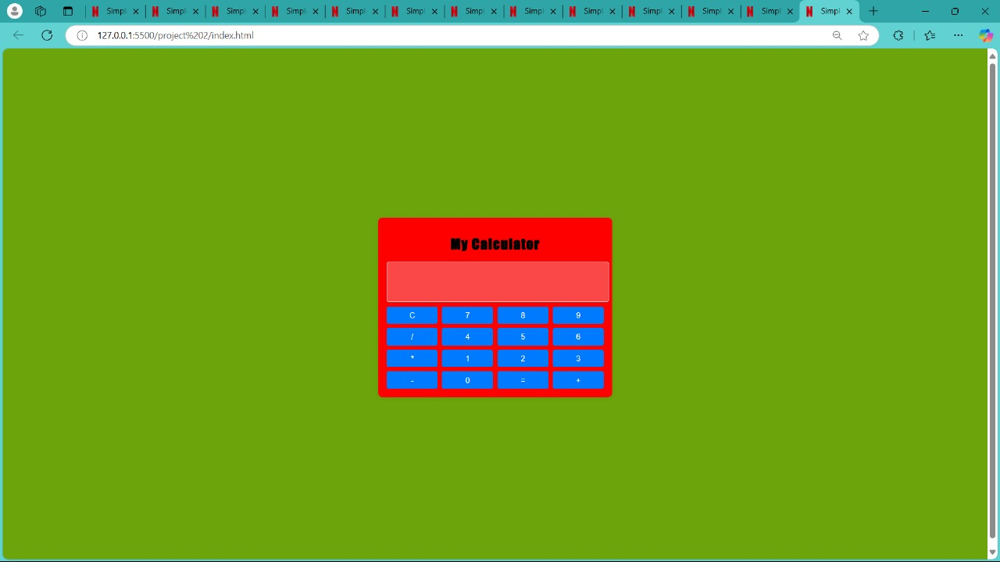 Simpl Simpl Simpl Simpl Simpl Simpl Simpl Simpl Simpl Simpl Simpl Simpl Simpl
127.0.0.1:5500/project%202/index.html
My Calculator
C 7 8 9
/ 4 5 6
* 1 2 3
- 0 = +